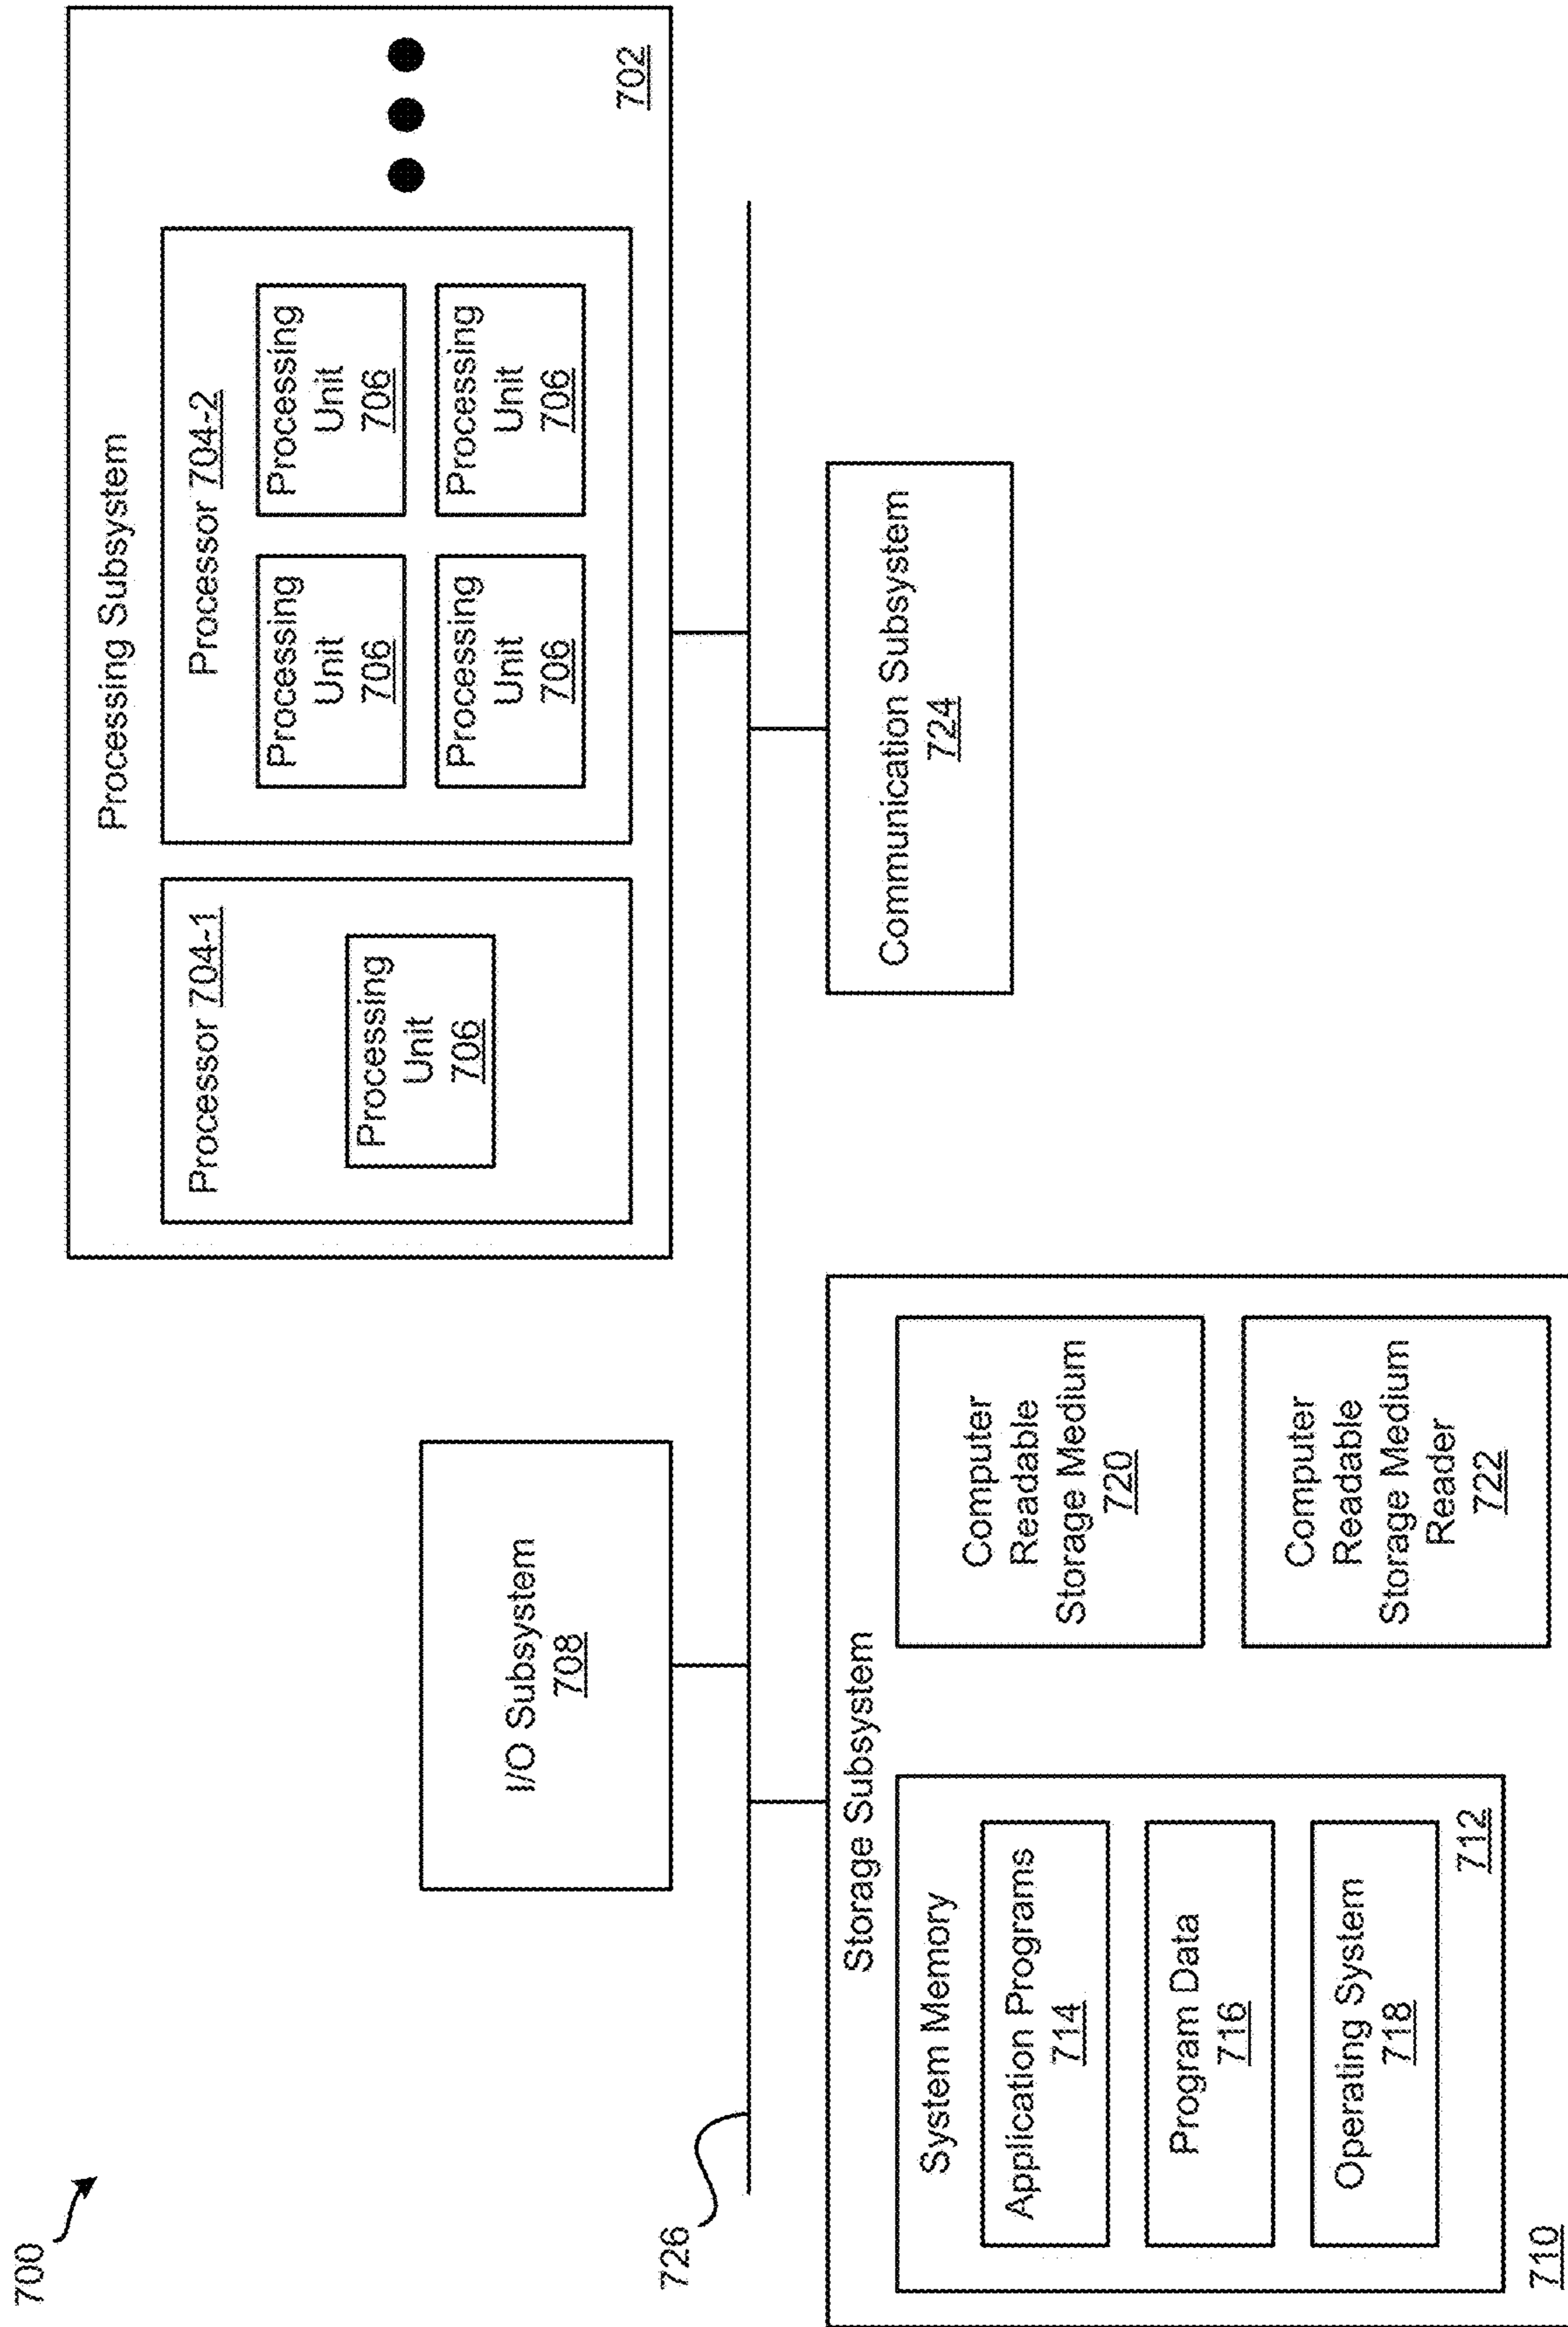 700
I/O Subsystem
708
Processing Subsystem
Processor 704-1
Processing
Unit
706
Processor 704-2
Processing
Unit
706
Processing
Unit
706
Processing
Unit
706
Processing
Unit
706
702
726
Storage Subsystem
System Memory
Application Programs
714
Program Data
716
Operating System
718
712
Computer
Readable
Storage Medium
720
Computer
Readable
Storage Medium
Reader
722
710
Communication Subsystem
724